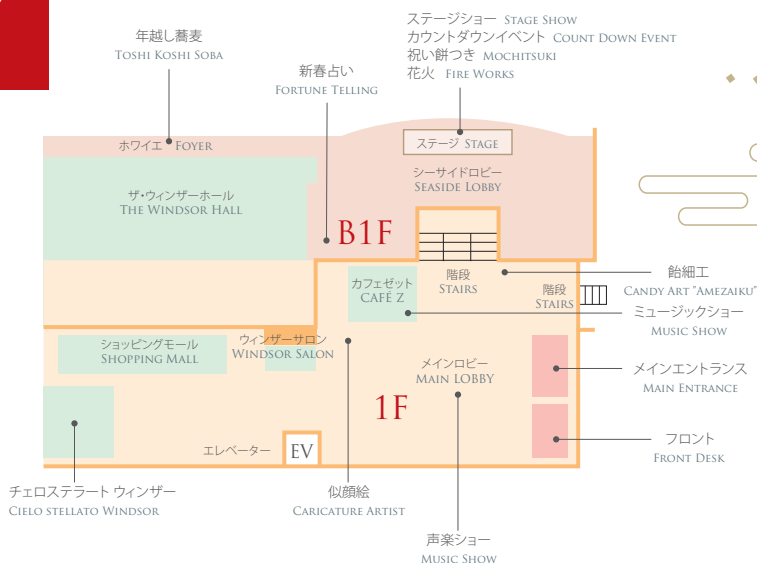 ステージショー STAGE SHOW
カウントダウンイベント COUNT DOWN EVENT
祝い餅つき MOCHITSUKI
花火 FIRE WORKS
年越し蕎麦
TOSHI KOSHI SOBA
新春占い
FORTUNE TELLING
ホワイエ FOYER
ステージ STAGE
シーサイドロビー
SEASIDE LOBBY
ザ・ウィンザーホール
THE WINDSOR HALL
B1F
カフェゼット
CAFÉ Z
階段
STAIRS
階段
STAIRS
飴細工
CANDY ART "AMEZAIKU"
ミュージックショー
MUSIC SHOW
ショッピングモール
SHOPPING MALL
ウィンザーサロン
WINDSOR SALON
メインロビー
MAIN LOBBY
メインエントランス
MAIN ENTRANCE
1F
エレベーター
EV
フロント
FRONT DESK
チェロステラート ウィンザー
CIELO STELLATO WINDSOR
似顔絵
CARICATURE ARTIST
声楽ショー
MUSIC SHOW